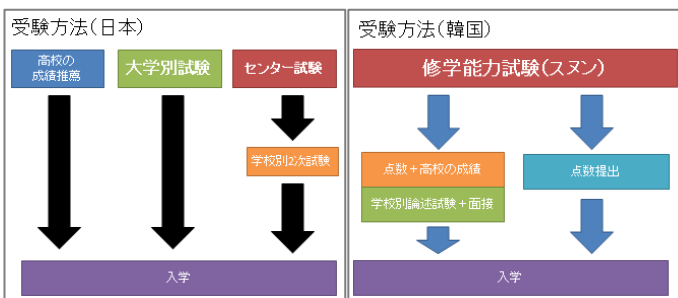 受験方法(日本)
高校の
成績推薦
大学別試験
センター試験
学校別2次試験
入学
受験方法(韓国)
修学能力試験(スヌン)
点数+高校の成績
学校別論述試験+面接
点数提出
入学